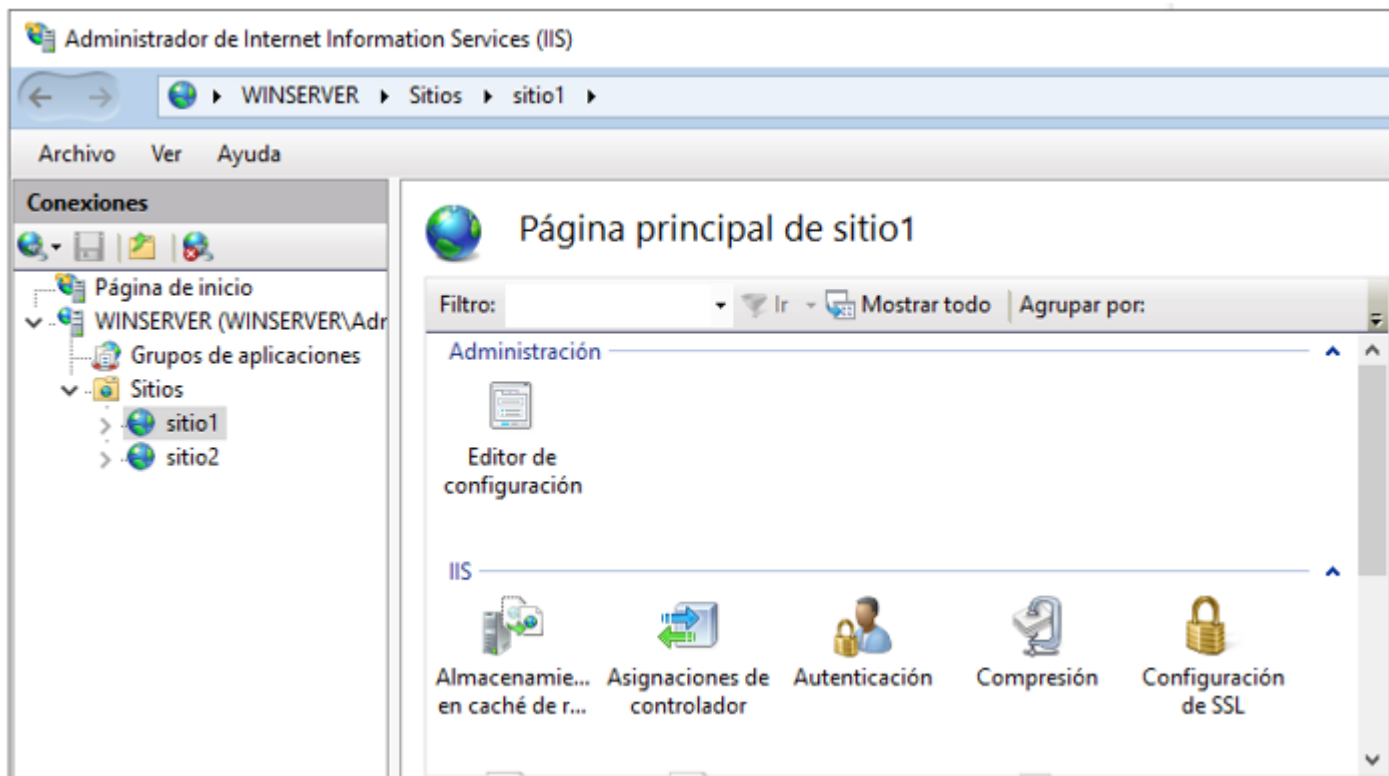 Administrador de Internet Information Services (IIS)
WINSERVER Sitios sitio1
Archivo Ver Ayuda
Conexiones
Página de inicio
WINSERVER (WINSERVER\Adr
Grupos de aplicaciones
Sitios
sitio1
sitio2
Página principal de sitio1
Filtro: Ir Mostrar todo Agrupar por:
Administración
Editor de
configuración
IIS
Almacenamie... Asignaciones de Autenticación Compresión Configuración
en caché de r... controlador de SSL